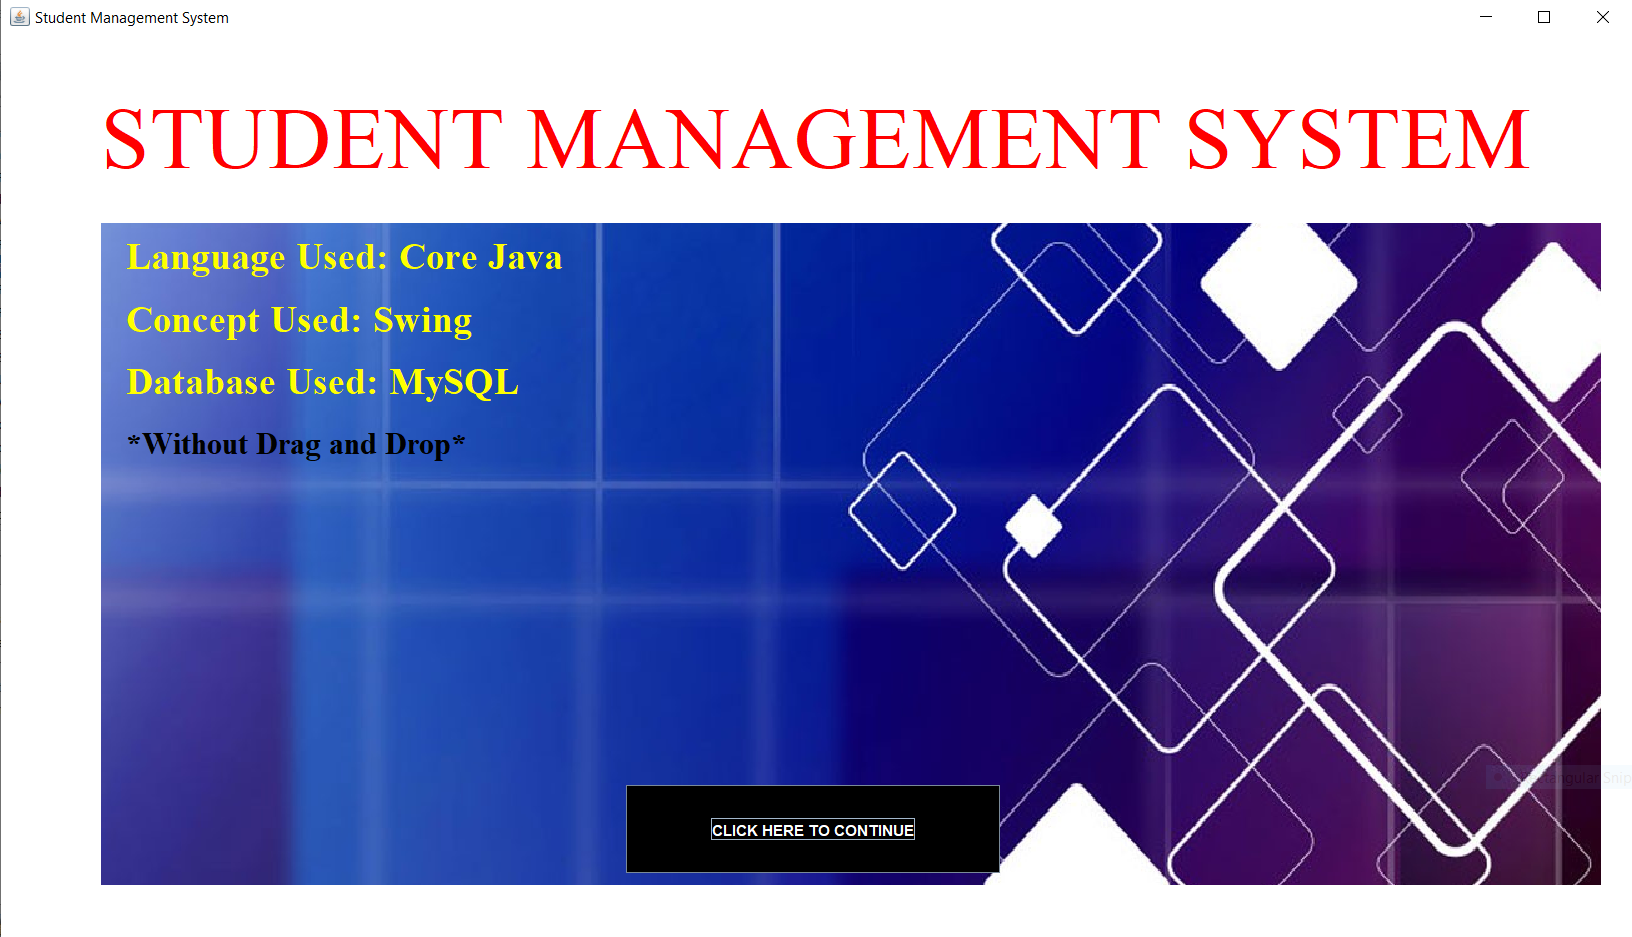 Student Management System
STUDENT MANAGEMENT SYSTEM
Language Used: Core Java
Concept Used: Swing
Database Used: MySQL
*Without Drag and Drop*
Snip
CLICK HERE TO CONTINUE